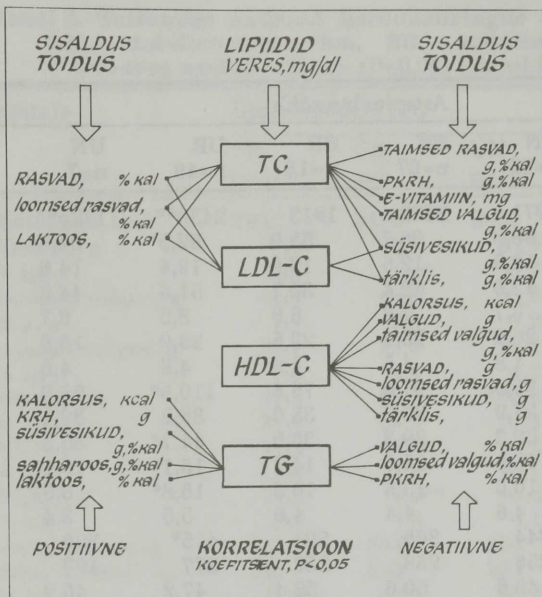 SISALDUS
TOIDUS
LIPIIDID
VERES, mg/dl
SISALDUS
TOIDUS
RASVAD, % kal
loomsed rasvad,
% kal
LAKTOOS, % kal
TC
LDL-C
HDL-C
TG
TAIMSED RASVAD,
g,%kal
PKRH, g,%kal
E-VITAMIIN, mg
TAIMSED VALGUD,
g,%kal
SÜSIVESIKUD,
g,%kal
tärklis, g,%kal
KALORSUS, kcal
VALGUD, g
taimsed valgud,
g,%kal
RASVAD, g
loomsed rasvad, g
SÜSIVESIKUD, g
tärklis, g
KALORSUS, kcal
KRH, g
SÜSIVESIKUD,
g,%kal
sahharoos, g,%kal
laktoos, % kal
VALGUD, % kal
loomsed valgud, %kal
PKRH, % kal
POSITIIVNE
KORRELATSIOON
KOEFITSENT, P<0,05
NEGATIIVNE